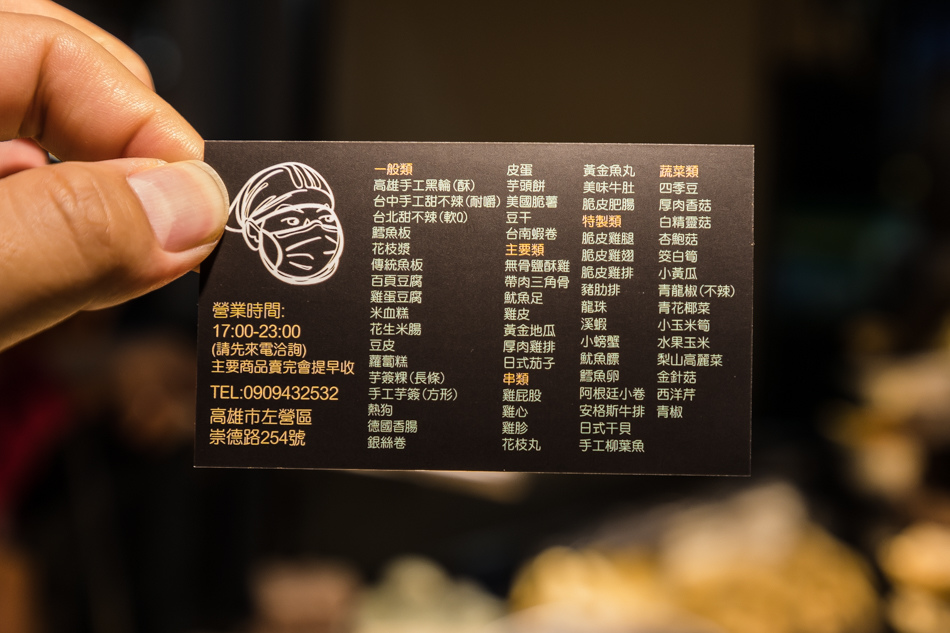 營業時間:
17:00-23:00
(請先來電洽詢)
主要商品賣完會提早收
TEL:0909432532
高雄市左營區
崇德路254號
一般類
高雄手工黑輪(酥)
台中手工甜不辣(耐嚼)
台北甜不辣(軟Q)
鱈魚板
花枝漿
傳統魚板
百頁豆腐
雞蛋豆腐
米血糕
花生米腸
豆皮
蘿蔔糕
芋簽粿(長條)
手工芋簽(方形)
熱狗
德國香腸
銀絲卷
皮蛋
芋頭餅
美國脆薯
豆干
台南蝦卷
主要類
無骨鹽酥雞
帶肉三角骨
魷魚足
雞皮
黃金地瓜
厚肉雞排
日式茄子
串類
雞屁股
雞心
雞胗
花枝丸
黃金魚丸
美味牛肚
脆皮肥腸
特製類
脆皮雞腿
脆皮雞翅
脆皮雞排
豬肋排
龍珠
溪蝦
小螃蟹
魷魚膘
鱈魚卵
阿根廷小卷
安格斯牛排
日式干貝
手工柳葉魚
蔬菜類
四季豆
厚肉香菇
白精靈菇
杏鮑菇
筊白筍
小黃瓜
青龍椒(不辣)
青花椰菜
小玉米筍
水果玉米
梨山高麗菜
金針菇
西洋芹
青椒